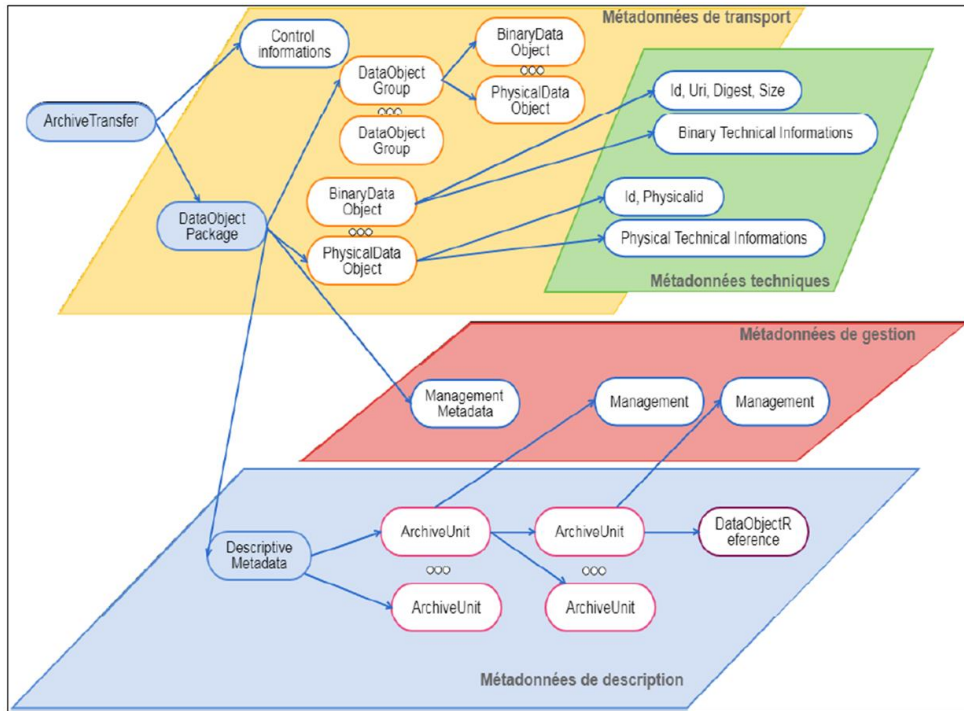 Métadonnées de transport
Control
informations
BinaryData
Object
DataObject
Group
PhysicalData
Object
ArchiveTransfer
DataObject
Group
Id, Uri, Digest, Size
Binary Technical Informations
BinaryData
Object
Id, Physicalid
DataObject
Package
PhysicalData
Object
Physical Technical Informations
Métadonnées techniques
Métadonnées de gestion
Management
Metadata
Management
Management
Descriptive
Metadata
ArchiveUnit
ArchiveUnit
DataObjectR
eference
ArchiveUnit
ArchiveUnit
Métadonnées de description